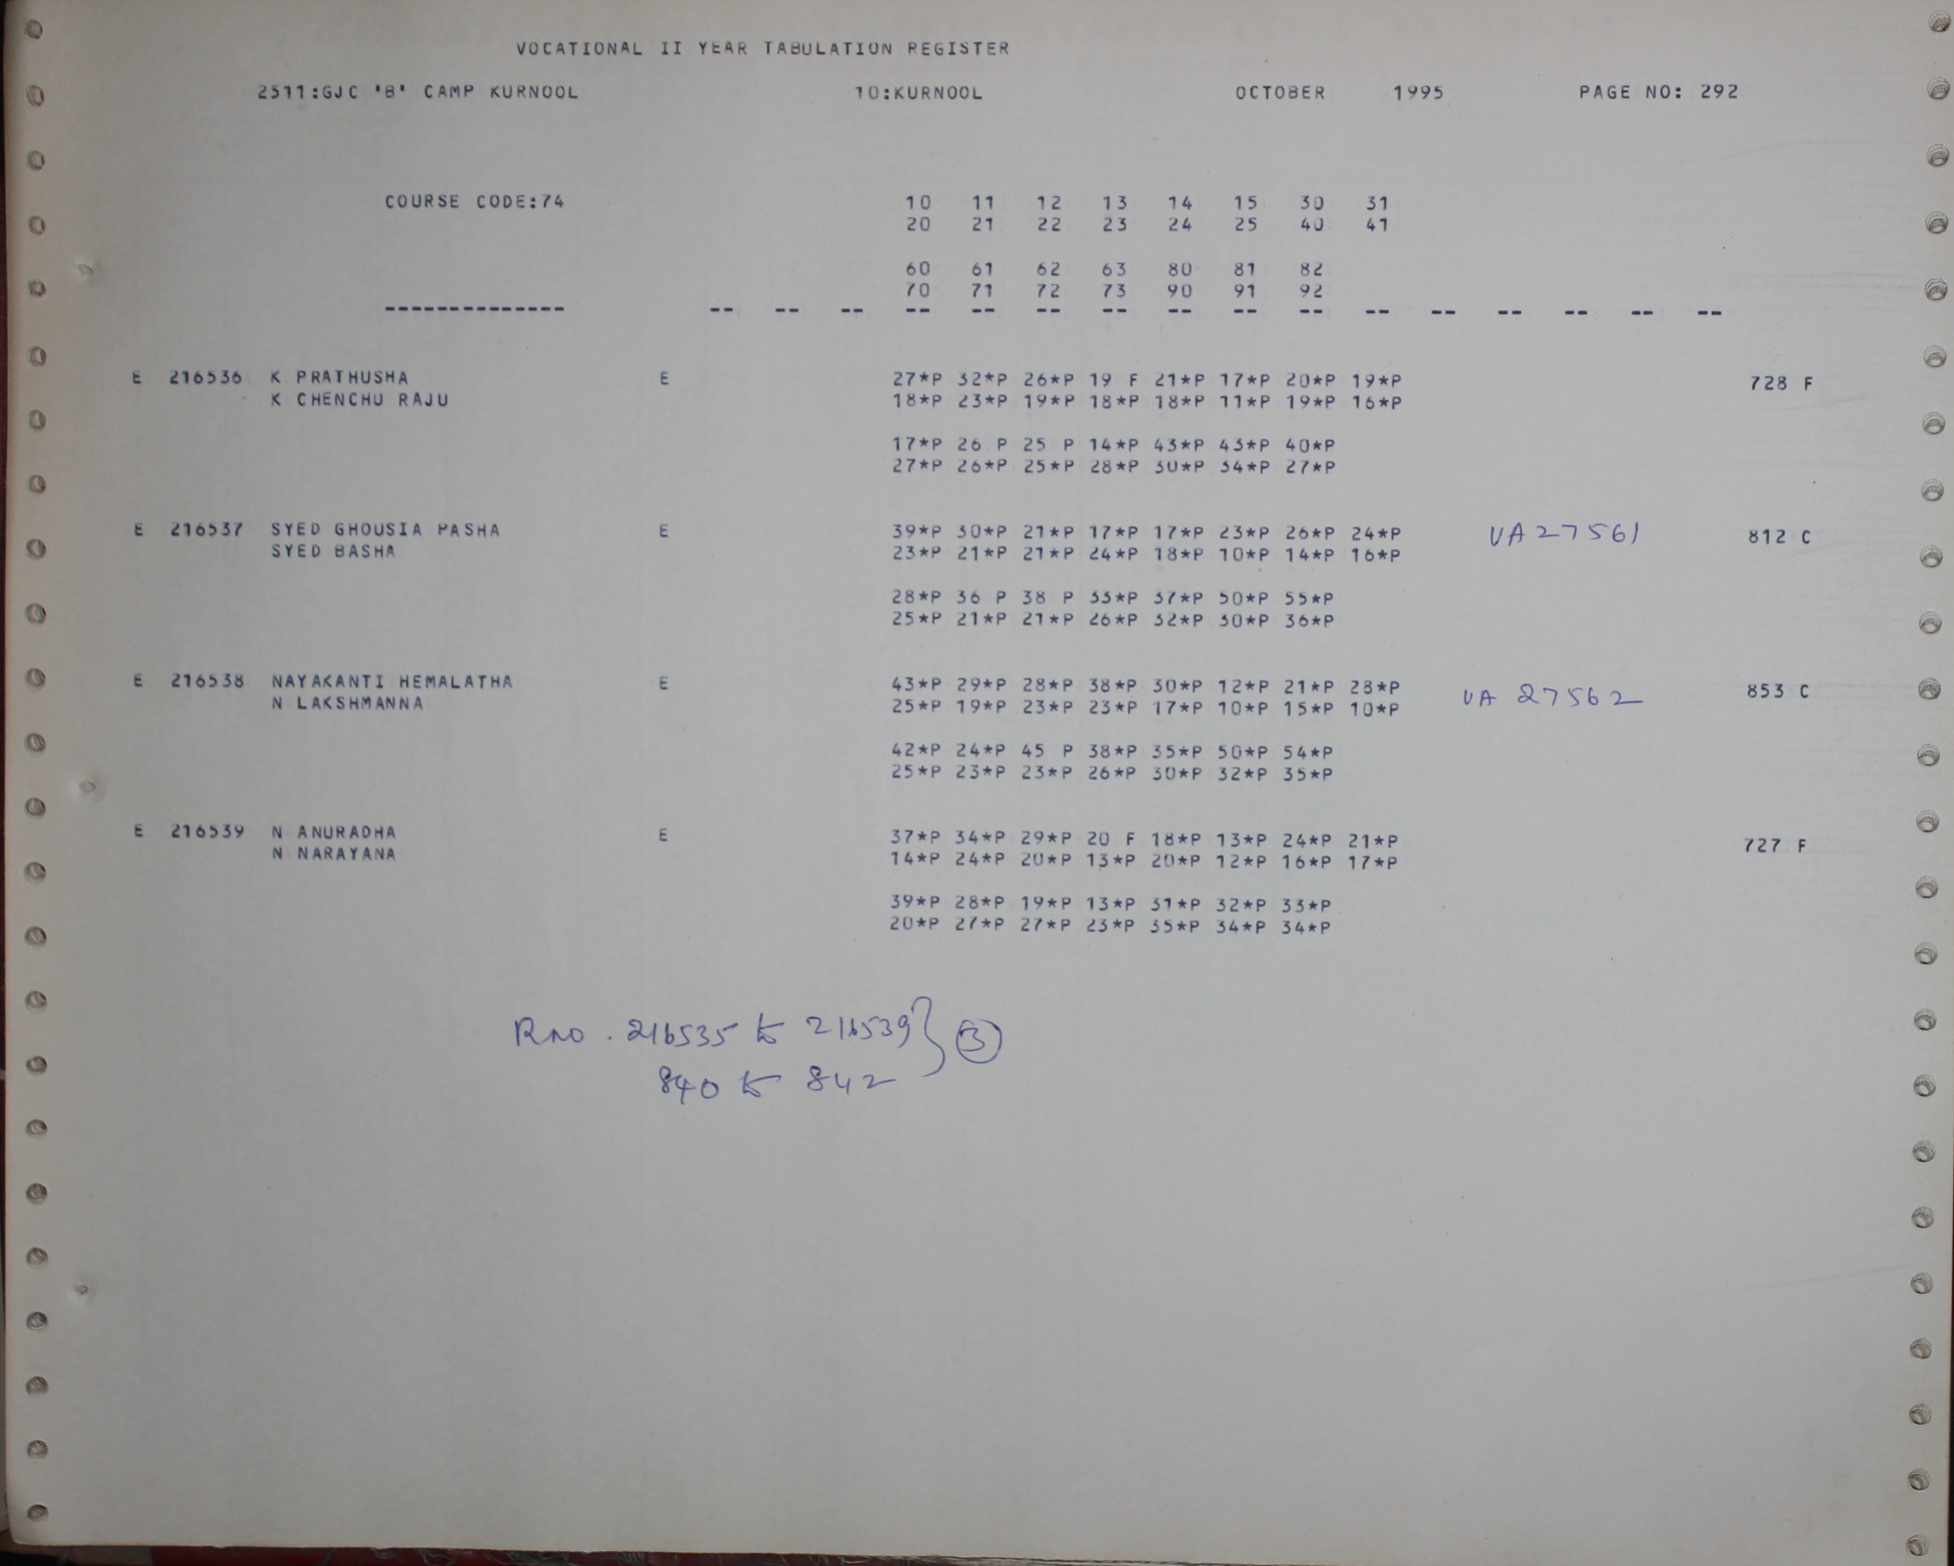 VOCATIONAL II YEAR TABULATION REGISTER
2511:GJC 'B' CAMP KURNOOL 10:KURNOOL OCTOBER 1995 PAGE NO: 292
COURSE CODE:74 10 11 12 13 14 15 30 31
20 21 22 23 24 25 40 41
60 61 62 63 80 81 82
70 71 72 73 90 91 92
-------------- -- -- -- -- -- -- -- -- -- -- -- -- -- -- -- --
E 216536 K PRATHUSHA E 27*P 32*P 26*P 19 F 21*P 17*P 20*P 19*P 728 F
K CHENCHU RAJU 18*P 23*P 19*P 18*P 18*P 11*P 19*P 16*P
17*P 26 P 25 P 14*P 43*P 43*P 40*P
27*P 26*P 25*P 28*P 30*P 34*P 27*P
E 216537 SYED GHOUSIA PASHA E 39*P 30*P 21*P 17*P 17*P 23*P 26*P 24*P VA27561 812 C
SYED BASHA 23*P 21*P 21*P 24*P 18*P 10*P 14*P 16*P
28*P 36 P 38 P 33*P 37*P 50*P 55*P
25*P 21*P 21*P 26*P 32*P 30*P 36*P
E 216538 NAYAKANTI HEMALATHA E 43*P 29*P 28*P 38*P 30*P 12*P 21*P 28*P VA 27562 853 C
N LAKSHMANNA 25*P 19*P 23*P 23*P 17*P 10*P 15*P 10*P
42*P 24*P 45 P 38*P 35*P 50*P 54*P
25*P 23*P 23*P 26*P 30*P 32*P 35*P
E 216539 N ANURADHA E 37*P 34*P 29*P 20 F 18*P 13*P 24*P 21*P 727 F
N NARAYANA 14*P 24*P 20*P 13*P 20*P 12*P 16*P 17*P
39*P 28*P 19*P 13*P 31*P 32*P 33*P
20*P 27*P 27*P 23*P 35*P 34*P 34*P
R no. 216535 to 216539 } 3
840 to 842